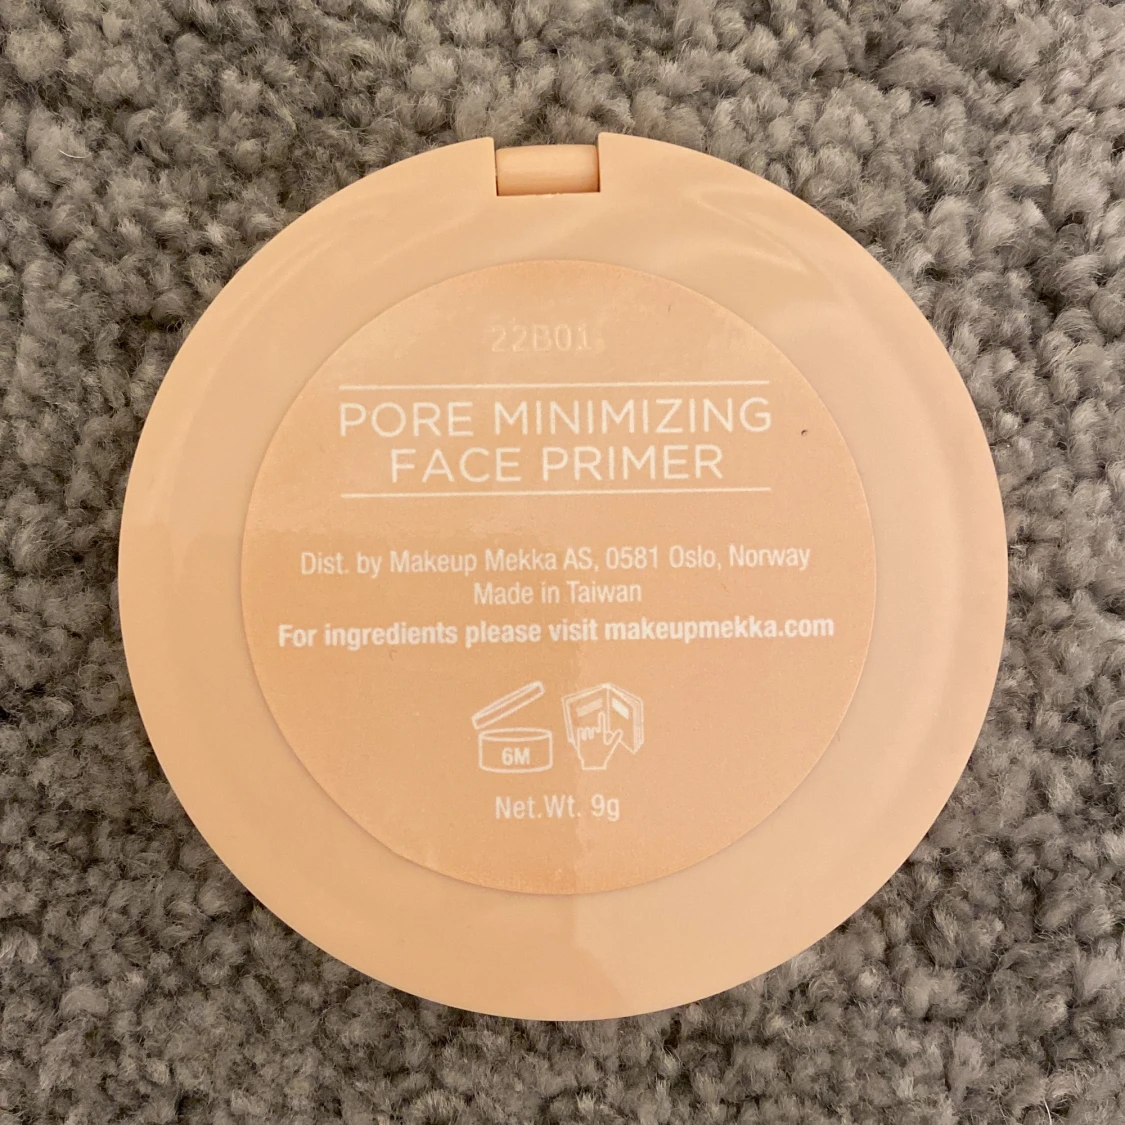 22B01
PORE MINIMIZING
FACE PRIMER
Dist. by Makeup Mekka AS, 0581 Oslo, Norway
Made in Taiwan
For ingredients please visit makeupmekka.com
6M
Net.Wt. 9g